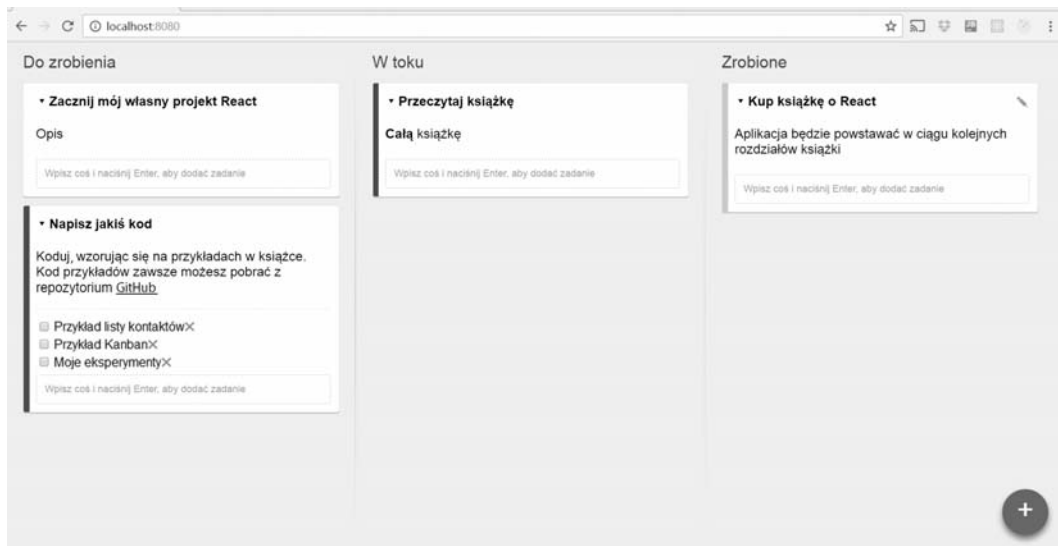 localhost:8080
Do zrobienia
Zacznij mój własny projekt React
Opis
Wpisz coś i naciśnij Enter, aby dodać zadanie
Napisz jakiś kod
Koduj, wzorując się na przykładach w książce.
Kod przykładów zawsze możesz pobrać z
repozytorium GitHub
Przykład listy kontaktów
Przykład Kanban
Moje eksperymenty
Wpisz coś i naciśnij Enter, aby dodać zadanie
W toku
Przeczytaj książkę
Całą książkę
Wpisz coś i naciśnij Enter, aby dodać zadanie
Zrobione
Kup książkę o React
Aplikacja będzie powstawać w ciągu kolejnych
rozdziałów książki
Wpisz coś i naciśnij Enter, aby dodać zadanie